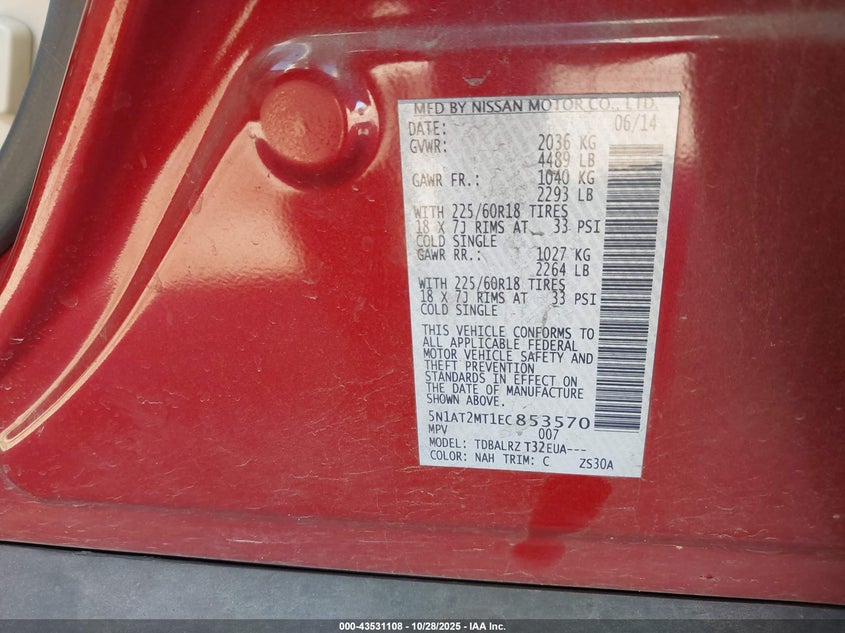 MFD BY NISSAN MOTOR CO., LTD.
DATE: 06/14
GVWR: 2036 KG
4489 LB
GAWR FR.: 1040 KG
2293 LB
WITH 225/60R18 TIRES
18 X 7J RIMS AT 33 PSI
COLD SINGLE
GAWR RR.: 1027 KG
2264 LB
WITH 225/60R18 TIRES
18 X 7J RIMS AT 33 PSI
COLD SINGLE
THIS VEHICLE CONFORMS TO
ALL APPLICABLE FEDERAL
MOTOR VEHICLE SAFETY AND
THEFT PREVENTION
STANDARDS IN EFFECT ON
THE DATE OF MANUFACTURE
SHOWN ABOVE.
5N1AT2MT1EC853570
MPV 007
MODEL: TDBALRZ T32EUA---
COLOR: NAH TRIM: C ZS30A
000-43531108 | 10/28/2025 - IAA Inc.